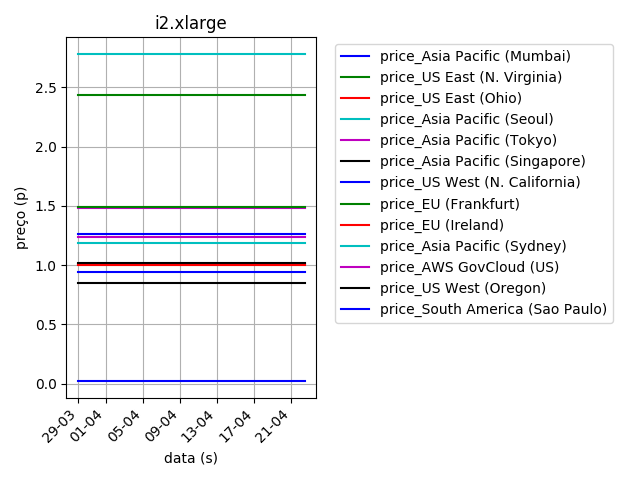 i2.xlarge
preço (p)
2.5
2.0
1.5
1.0
0.5
0.0
29-03
01-04
05-04
09-04
13-04
17-04
21-04
data (s)
price_Asia Pacific (Mumbai)
price_US East (N. Virginia)
price_US East (Ohio)
price_Asia Pacific (Seoul)
price_Asia Pacific (Tokyo)
price_Asia Pacific (Singapore)
price_US West (N. California)
price_EU (Frankfurt)
price_EU (Ireland)
price_Asia Pacific (Sydney)
price_AWS GovCloud (US)
price_US West (Oregon)
price_South America (Sao Paulo)